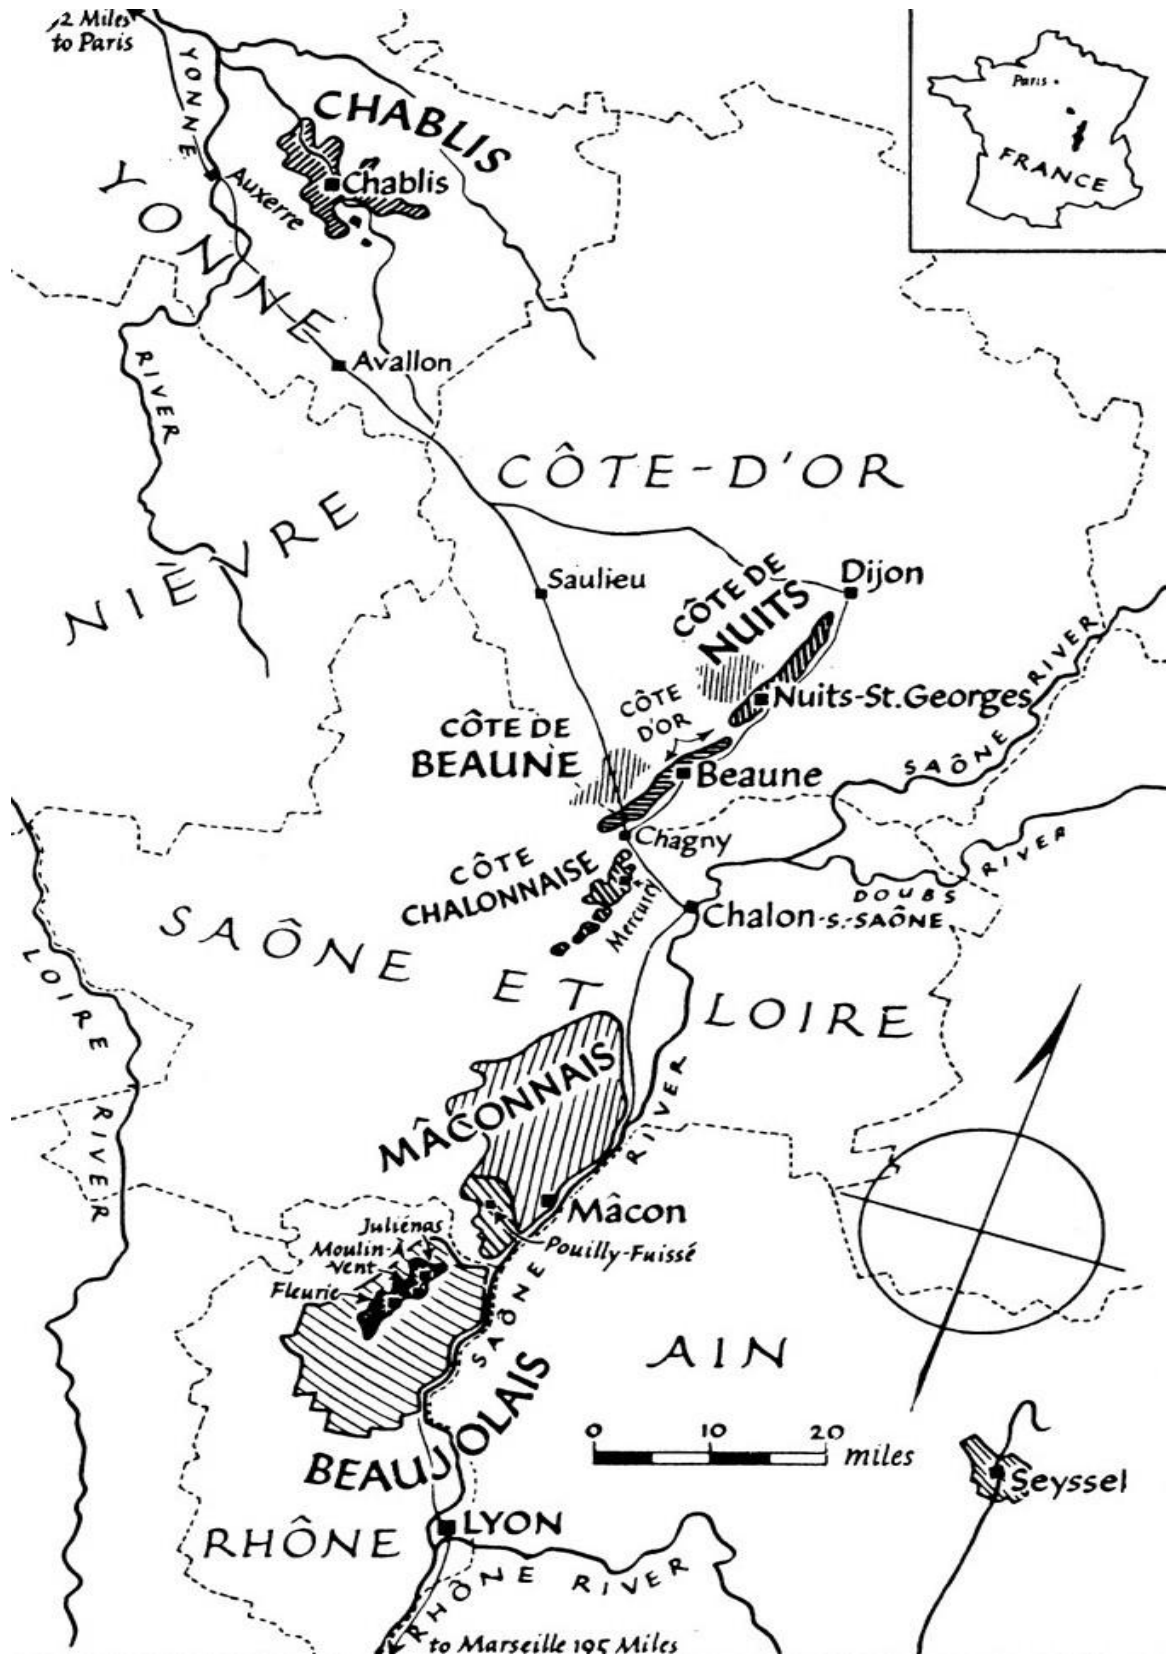 ,2 Miles
to Paris
YONNE
CHABLIS
Chablis
Auxerre
YONNE
Paris
FRANCE
Avallon
RIVER
CÔTE-D'OR
NIÈVRE
Saulieu
CÔTE DE
NUITS
Dijon
Nuits-St.Georges
CÔTE
D'OR
RIVER
SAÔNE
CÔTE DE
BEAUNE
Beaune
Chagny
CÔTE
CHALONNAISE
Mercurey
RIVER
DOUBS
Chalon-s.-SAÔNE
SAÔNE ET LOIRE
LOIRE
RIVER
MÂCONNAIS
RIVER
Mâcon
Pouilly-Fuissé
Juliénas
Moulin-À-
Vent
Fleurie
SAÔNE
AIN
BEAUJOLAIS
0 10 20
miles
Seyssel
LYON
RHÔNE
RHÔNE RIVER
to Marseille 195 Miles